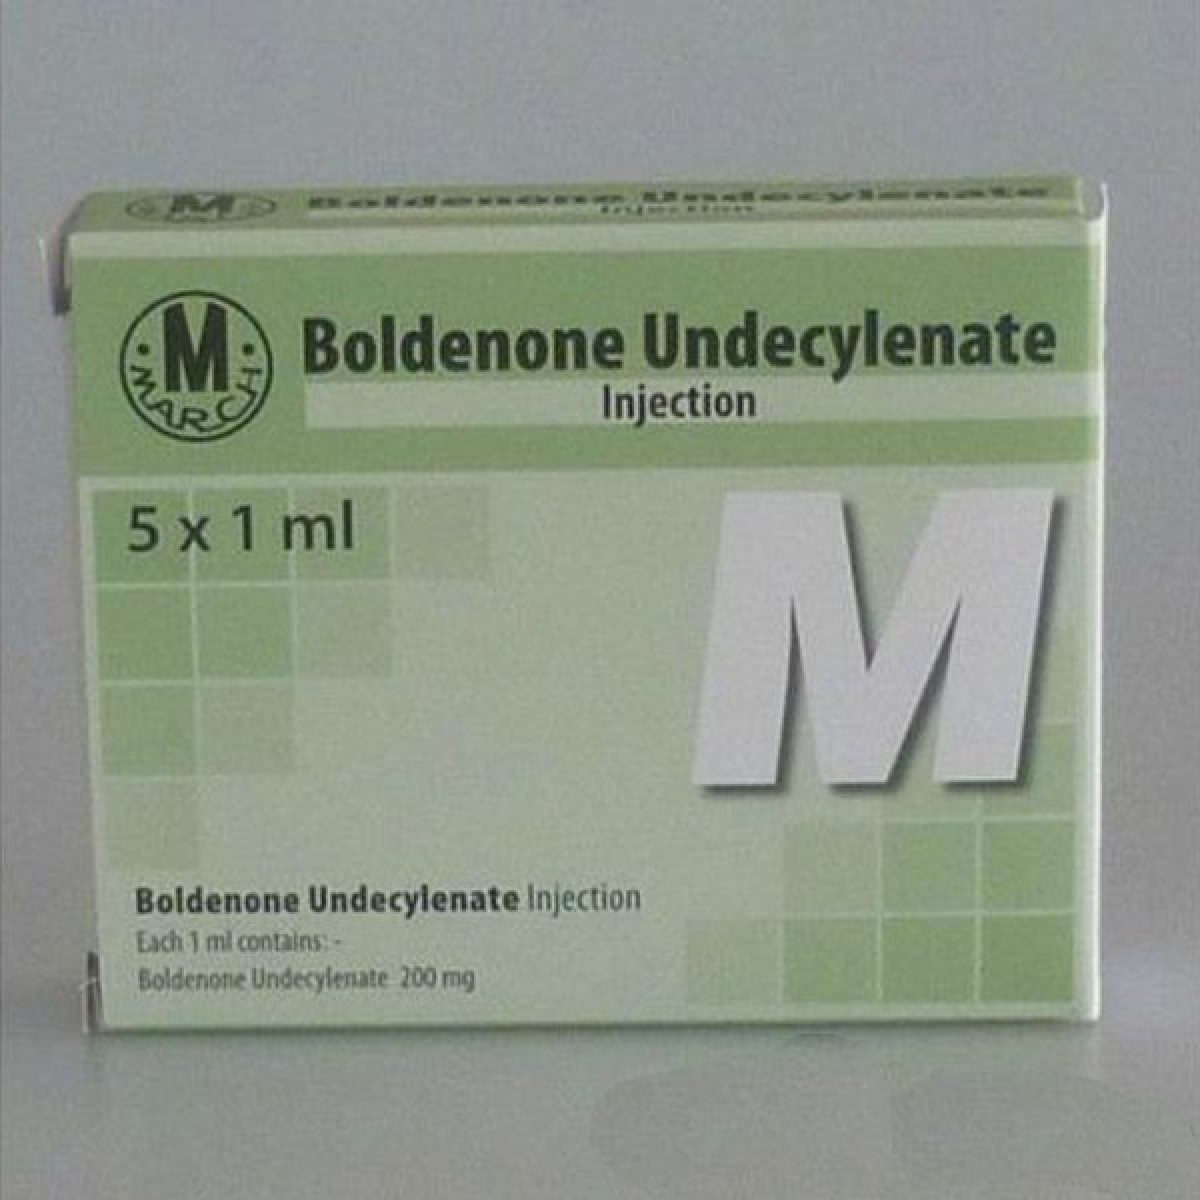 M
Boldenone Undecylenate
Injection
M
MARCH
Boldenone Undecylenate
Injection
5 x 1 ml
M
Boldenone Undecylenate Injection
Each 1 ml contains: -
Boldenone Undecylenate 200 mg